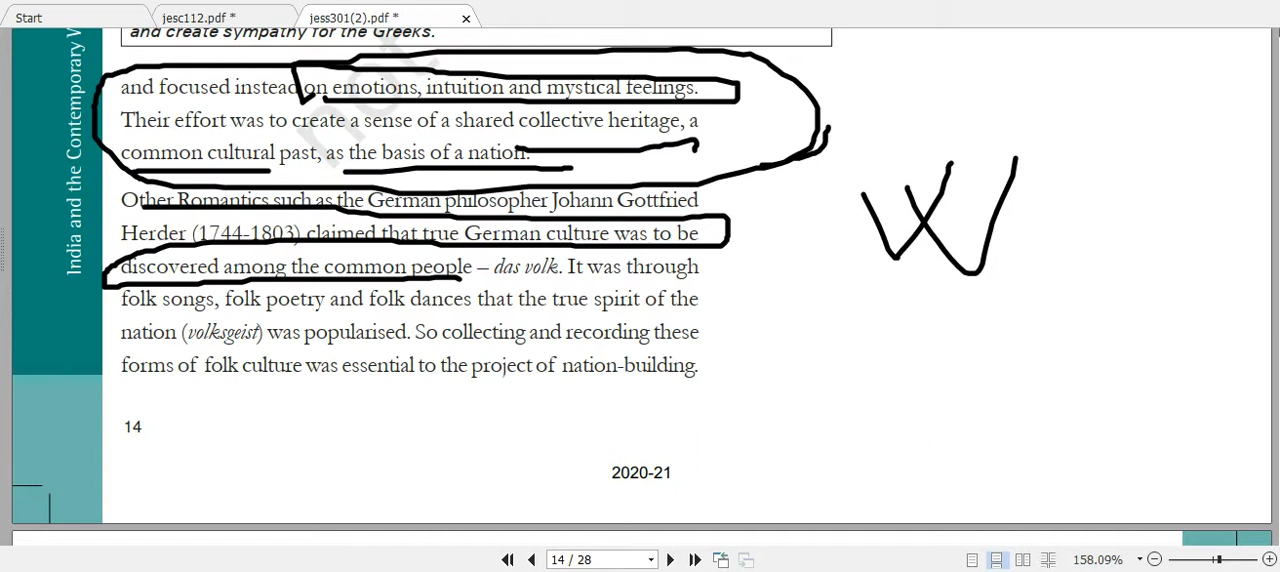 Start
jesc112.pdf *
jess301(2).pdf *
and create sympathy for the Greeks.
India and the Contemporary W
not
and focused instead on emotions, intuition and mystical feelings.
Their effort was to create a sense of a shared collective heritage, a
common cultural past, as the basis of a nation.
Other Romantics such as the German philosopher Johann Gottfried
Herder (1744-1803) claimed that true German culture was to be
discovered among the common people – das volk. It was through
folk songs, folk poetry and folk dances that the true spirit of the
nation (volksgeist) was popularised. So collecting and recording these
forms of folk culture was essential to the project of nation-building.
W
14
2020-21
14 / 28
158.09%